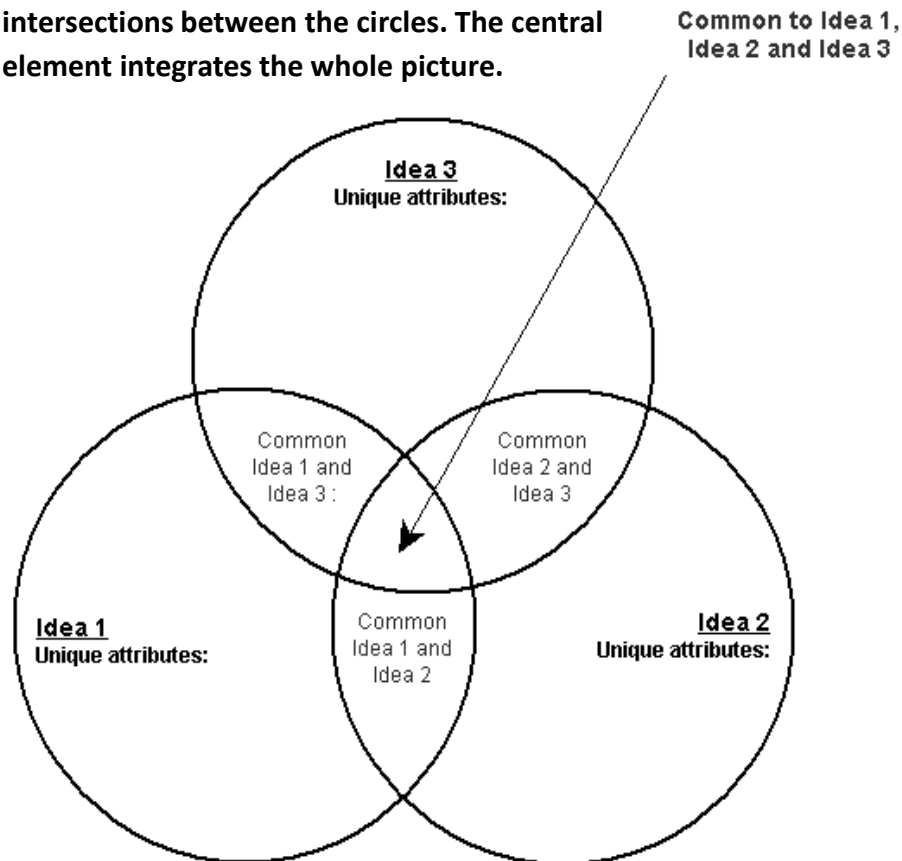 intersections between the circles. The central
element integrates the whole picture.
Common to Idea 1,
Idea 2 and Idea 3
Idea 3
Unique attributes:
Common
Idea 1 and
Idea 3 :
Common
Idea 2 and
Idea 3
Idea 1
Unique attributes:
Common
Idea 1 and
Idea 2
Idea 2
Unique attributes: